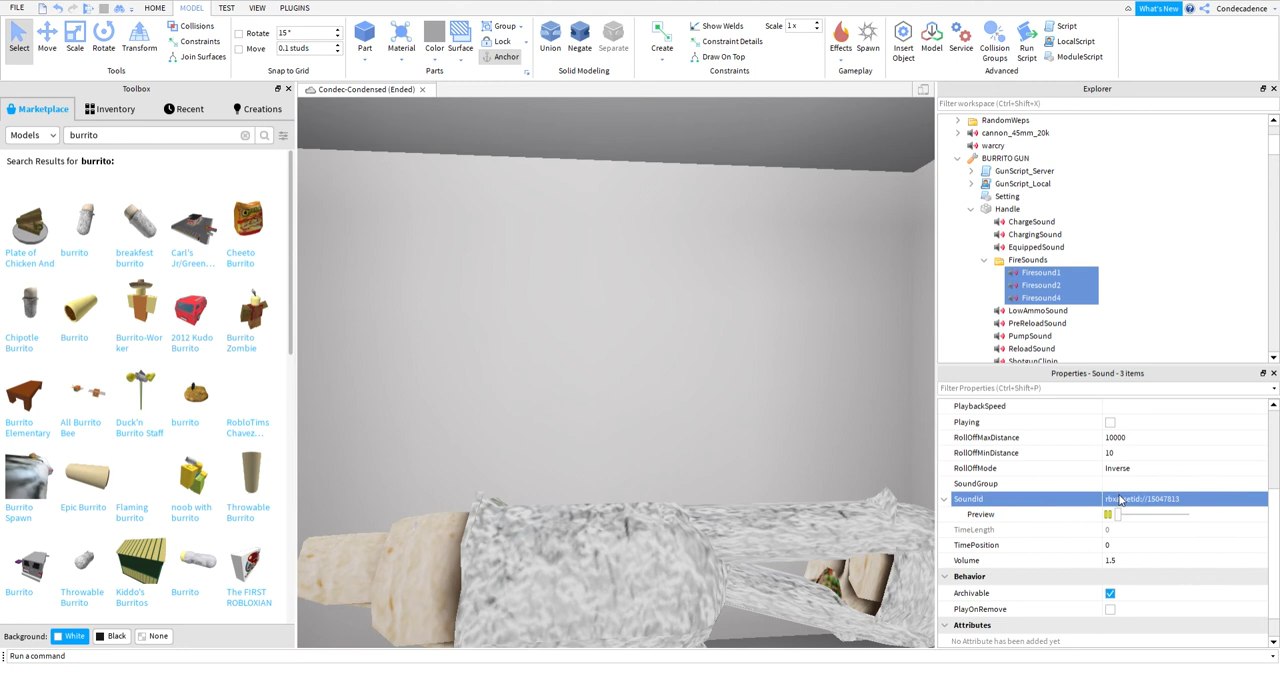 FILE HOME MODEL TEST VIEW PLUGINS What's New Condecadence
Select Move Scale Rotate Transform Collisions Constraints Join Surfaces
Tools
Rotate 15° Move 0.1 studs
Snap to Grid
Part Material Color Surface Group Lock Anchor
Parts
Union Negate Separate
Solid Modeling
Create Show Welds Constraint Details Draw On Top Scale 1 x
Constraints
Effects Spawn
Gameplay
Insert Object Model Service Collision Groups Run Script Script LocalScript ModuleScript
Advanced
Toolbox
Marketplace Inventory Recent Creations
Models burrito
Search Results for burrito:
Plate of Chicken And
burrito
breakfast burrito
Carl's Jr/Green...
Cheeto Burrito
Chipotle Burrito
Burrito
Burrito-Wor ker
2012 Kudo Burrito
Burrito Zombie
Burrito Elementary
All Burrito Bee
Duck'n Burrito Staff
burrito
RobloTims Chavez...
Burrito Spawn
Epic Burrito
Flaming burrito
noob with burrito
Throwable Burrito
Burrito
Throwable Burrito
Kiddo's Burritos
Burrito
The FIRST ROBLOXIAN
Background: White Black None
Run a command
Condec-Condensed (Ended)
Explorer
Filter workspace (Ctrl+Shift+X)
RandomWeps
cannon_45mm_20k
warcry
BURRITO GUN
GunScript_Server
GunScript_Local
Setting
Handle
ChargeSound
ChargingSound
EquippedSound
FireSounds
Firesound1
Firesound2
Firesound4
LowAmmoSound
PreReloadSound
PumpSound
ReloadSound
ShotgunClipin
Properties - Sound - 3 items
Filter Properties (Ctrl+Shift+P)
PlaybackSpeed
Playing
RollOffMaxDistance 10000
RollOffMinDistance 10
RollOffMode Inverse
SoundGroup
SoundId
Preview
TimeLength 0
TimePosition 0
Volume 1.5
Behavior
Archivable
PlayOnRemove
Attributes
No Attribute has been added yet